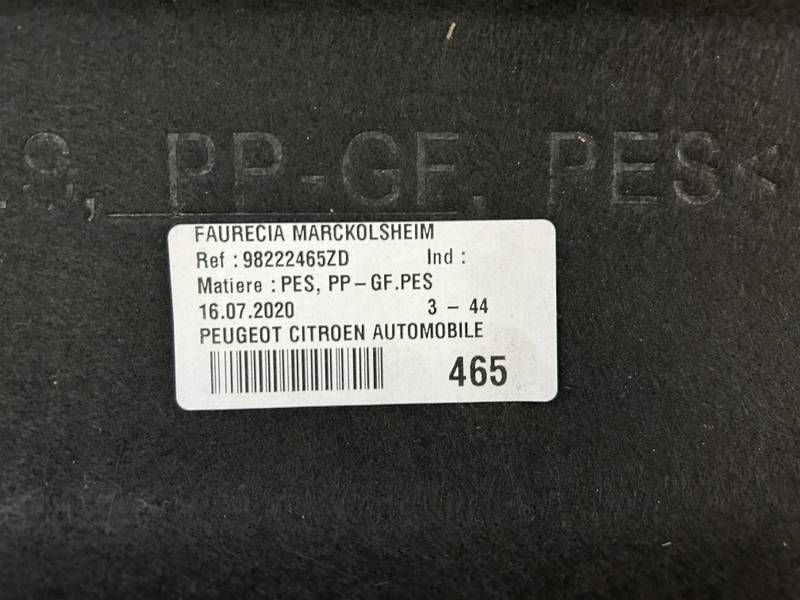 S, PP-GF. PES<
FAURECIA MARCKOLSHEIM
Ref : 98222465ZD Ind :
Matiere : PES, PP-GF.PES
16.07.2020 3 - 44
PEUGEOT CITROEN AUTOMOBILE
465